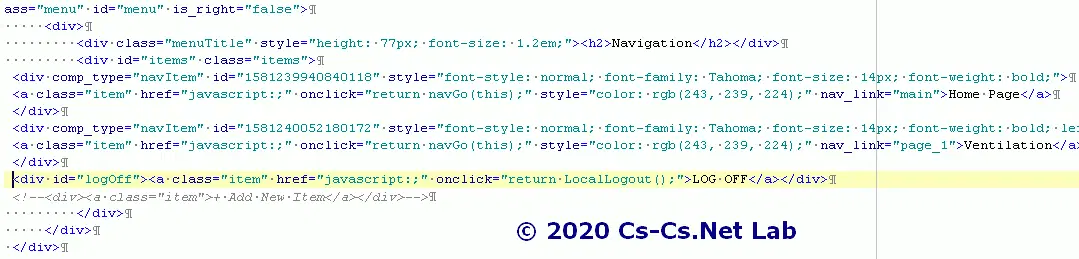 ass="menu" id="menu" is_right="false">¶
·····<div>¶
·········<div class="menuTitle" style="height: 77px; font-size: 1.2em;"><h2>Navigation</h2></div>¶
·········<div id="items" class="items">¶
<div comp_type="navItem" id="1581239940840118" style="font-style: normal; font-family: Tahoma; font-size: 14px; font-weight: bold;">¶
<a class="item" href="javascript:;" onclick="return navGo(this);" style="color: rgb(243, 239, 224);" nav_link="main">Home Page</a>¶
</div>¶
<div comp_type="navItem" id="1581240052180172" style="font-style: normal; font-family: Tahoma; font-size: 14px; font-weight: bold; le
<a class="item" href="javascript:;" onclick="return navGo(this);" style="color: rgb(243, 239, 224);" nav_link="page_1">Ventilation</a
</div>¶
<div id="logOff"><a class="item" href="javascript:;" onclick="return LocalLogout();">LOG OFF</a></div>¶
<!--<div><a class="item">+ Add New Item</a></div>-->¶
·········</div>¶
·····</div>¶
·</div>¶
© 2020 Cs-Cs.Net Lab